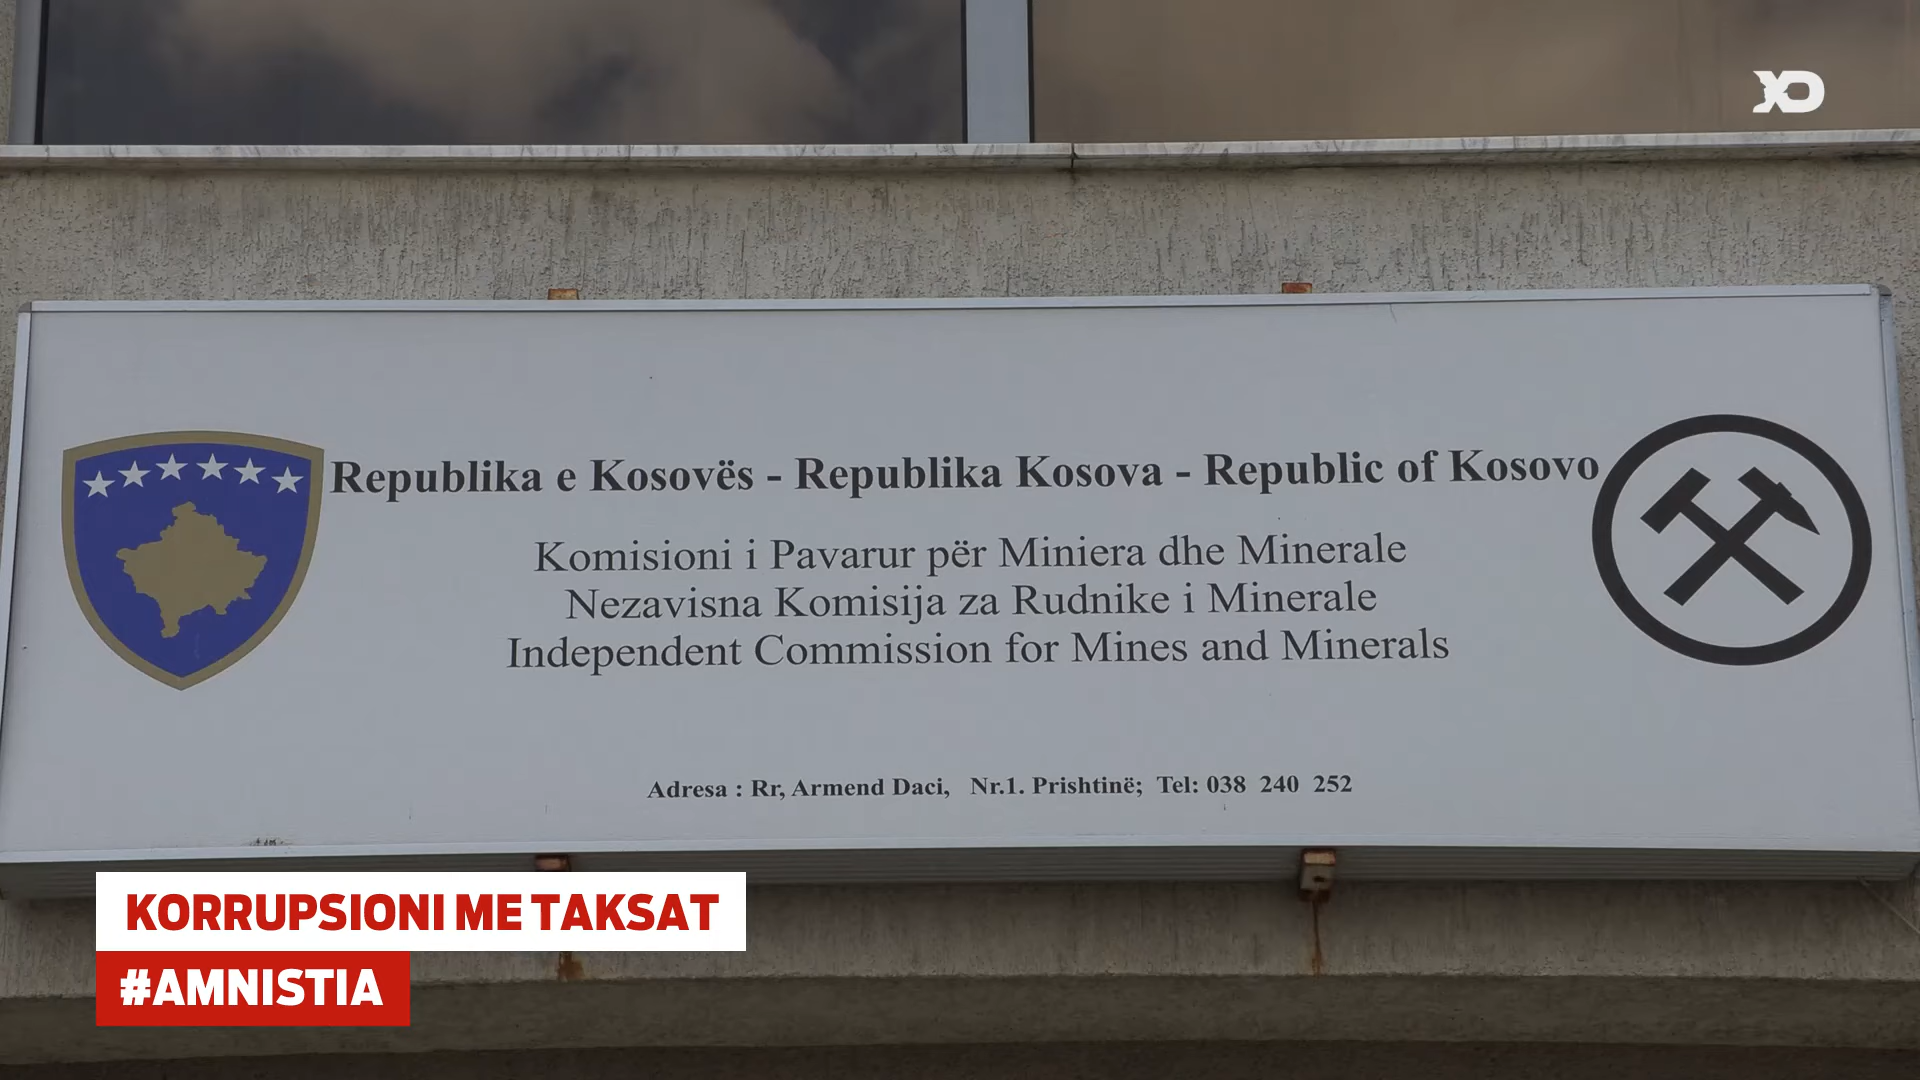 XO
Republika e Kosovës - Republika Kosova - Republic of Kosovo
Komisioni i Pavarur për Miniera dhe Minerale
Nezavisna Komisija za Rudnike i Minerale
Independent Commission for Mines and Minerals
Adresa : Rr, Armend Daci, Nr.1. Prishtinë; Tel: 038 240 252
KORRUPSIONI ME TAKSAT
#AMNISTIA